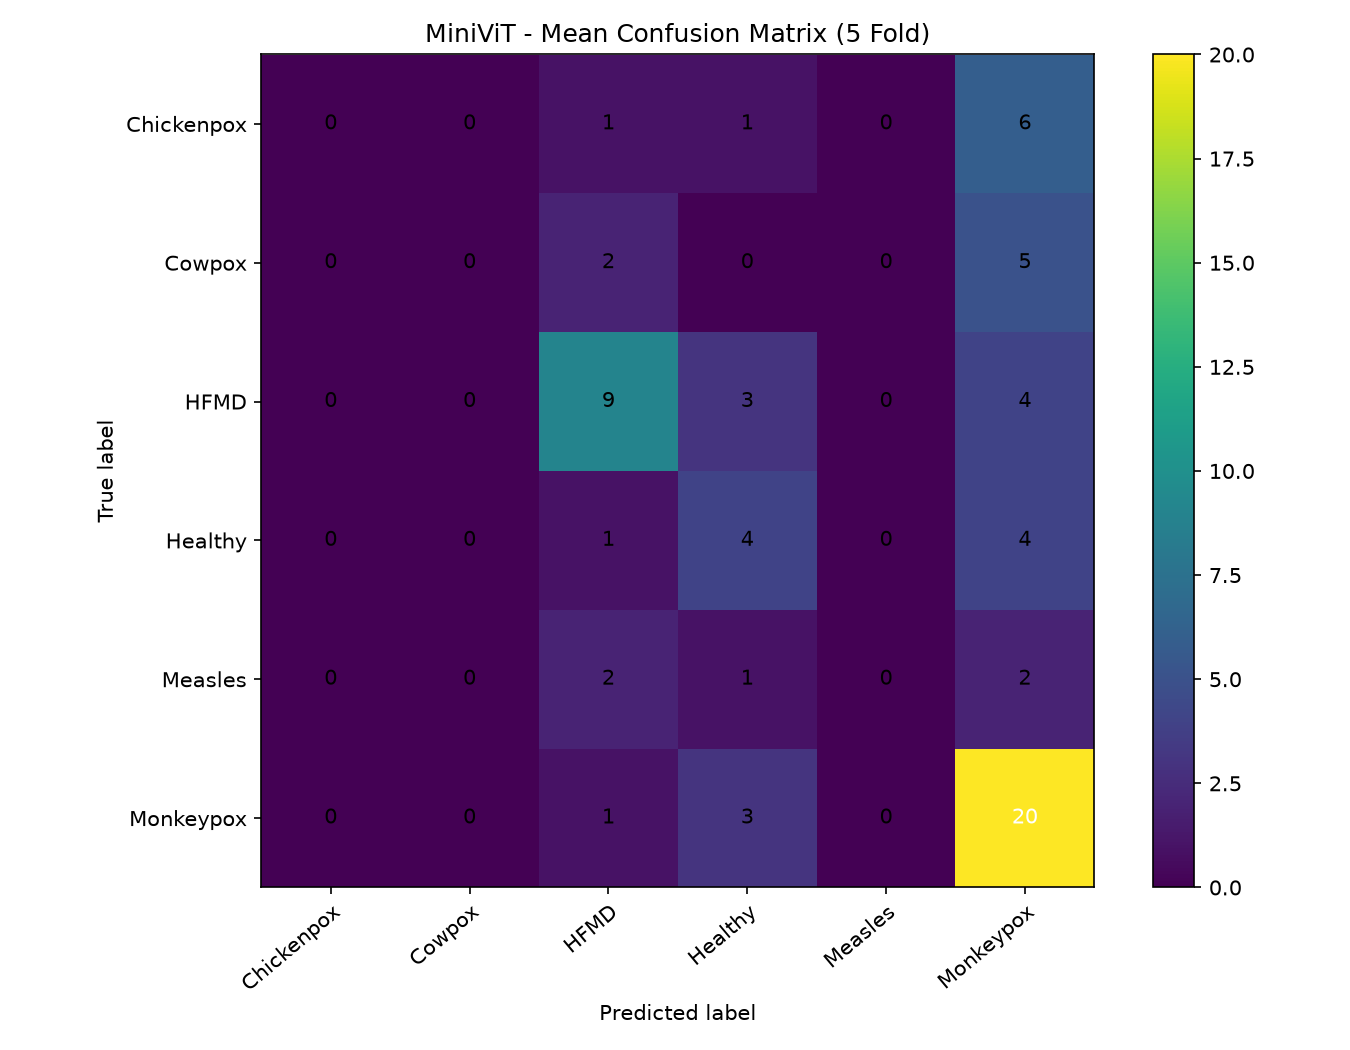 MiniViT - Mean Confusion Matrix (5 Fold)
Chickenpox 0 0 1 1 0 6
Cowpox 0 0 2 0 0 5
HFMD 0 0 9 3 0 4
Healthy 0 0 1 4 0 4
Measles 0 0 2 1 0 2
Monkeypox 0 0 1 3 0 20
Chickenpox Cowpox HFMD Healthy Measles Monkeypox
Predicted label
True label
20.0
17.5
15.0
12.5
10.0
7.5
5.0
2.5
0.0